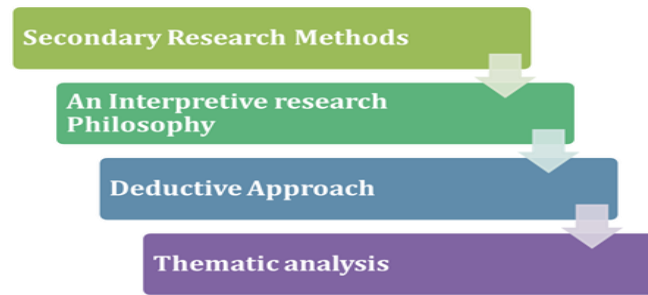 Secondary Research Methods
An Interpretive research
Philosophy
Deductive Approach
Thematic analysis